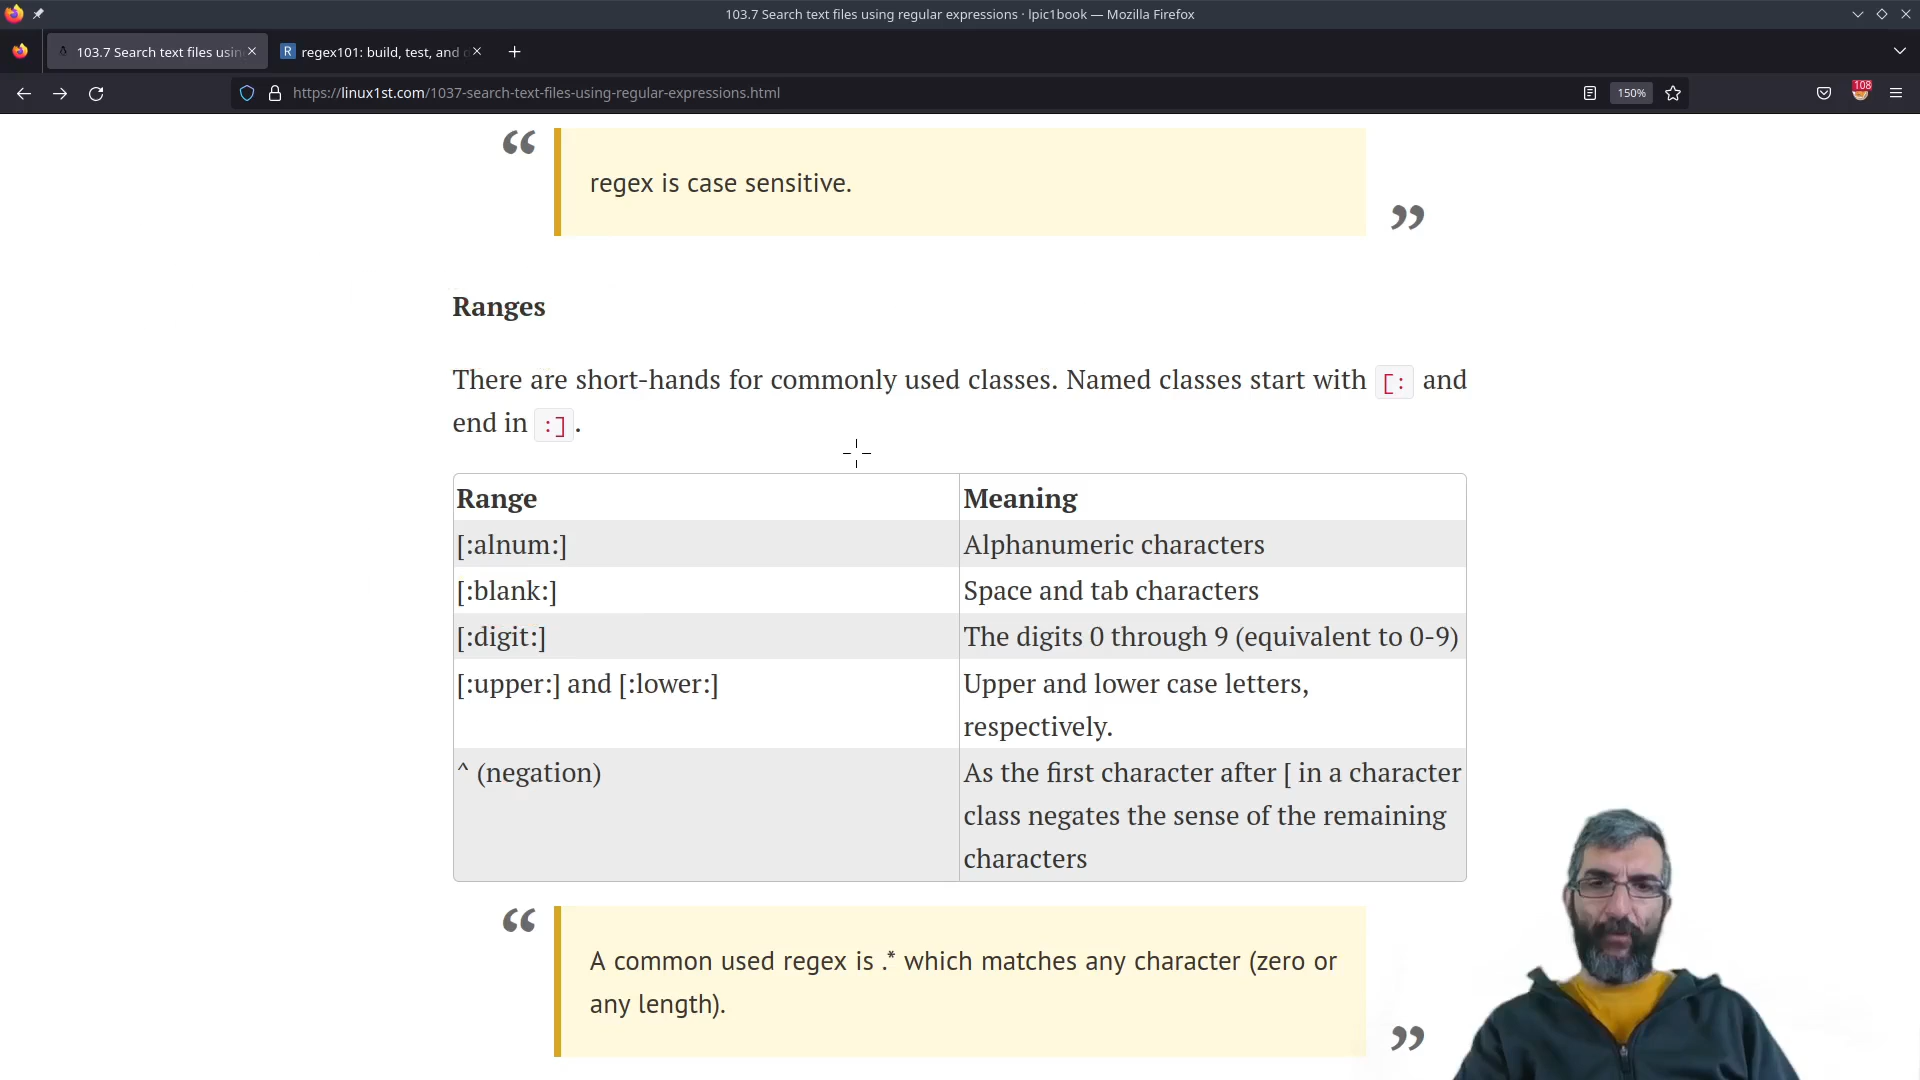 103.7 Search text files using regular expressions · lpic1book — Mozilla Firefox
103.7 Search text files usin
R regex101: build, test, and d
https://linux1st.com/1037-search-text-files-using-regular-expressions.html
150%
108
“
regex is case sensitive.
”
Ranges
There are short-hands for commonly used classes. Named classes start with [: and
end in :] .
Range Meaning
[:alnum:] Alphanumeric characters
[:blank:] Space and tab characters
[:digit:] The digits 0 through 9 (equivalent to 0-9)
[:upper:] and [:lower:] Upper and lower case letters,
respectively.
^ (negation) As the first character after [ in a character
class negates the sense of the remaining
characters
“
A common used regex is .* which matches any character (zero or
any length).
”